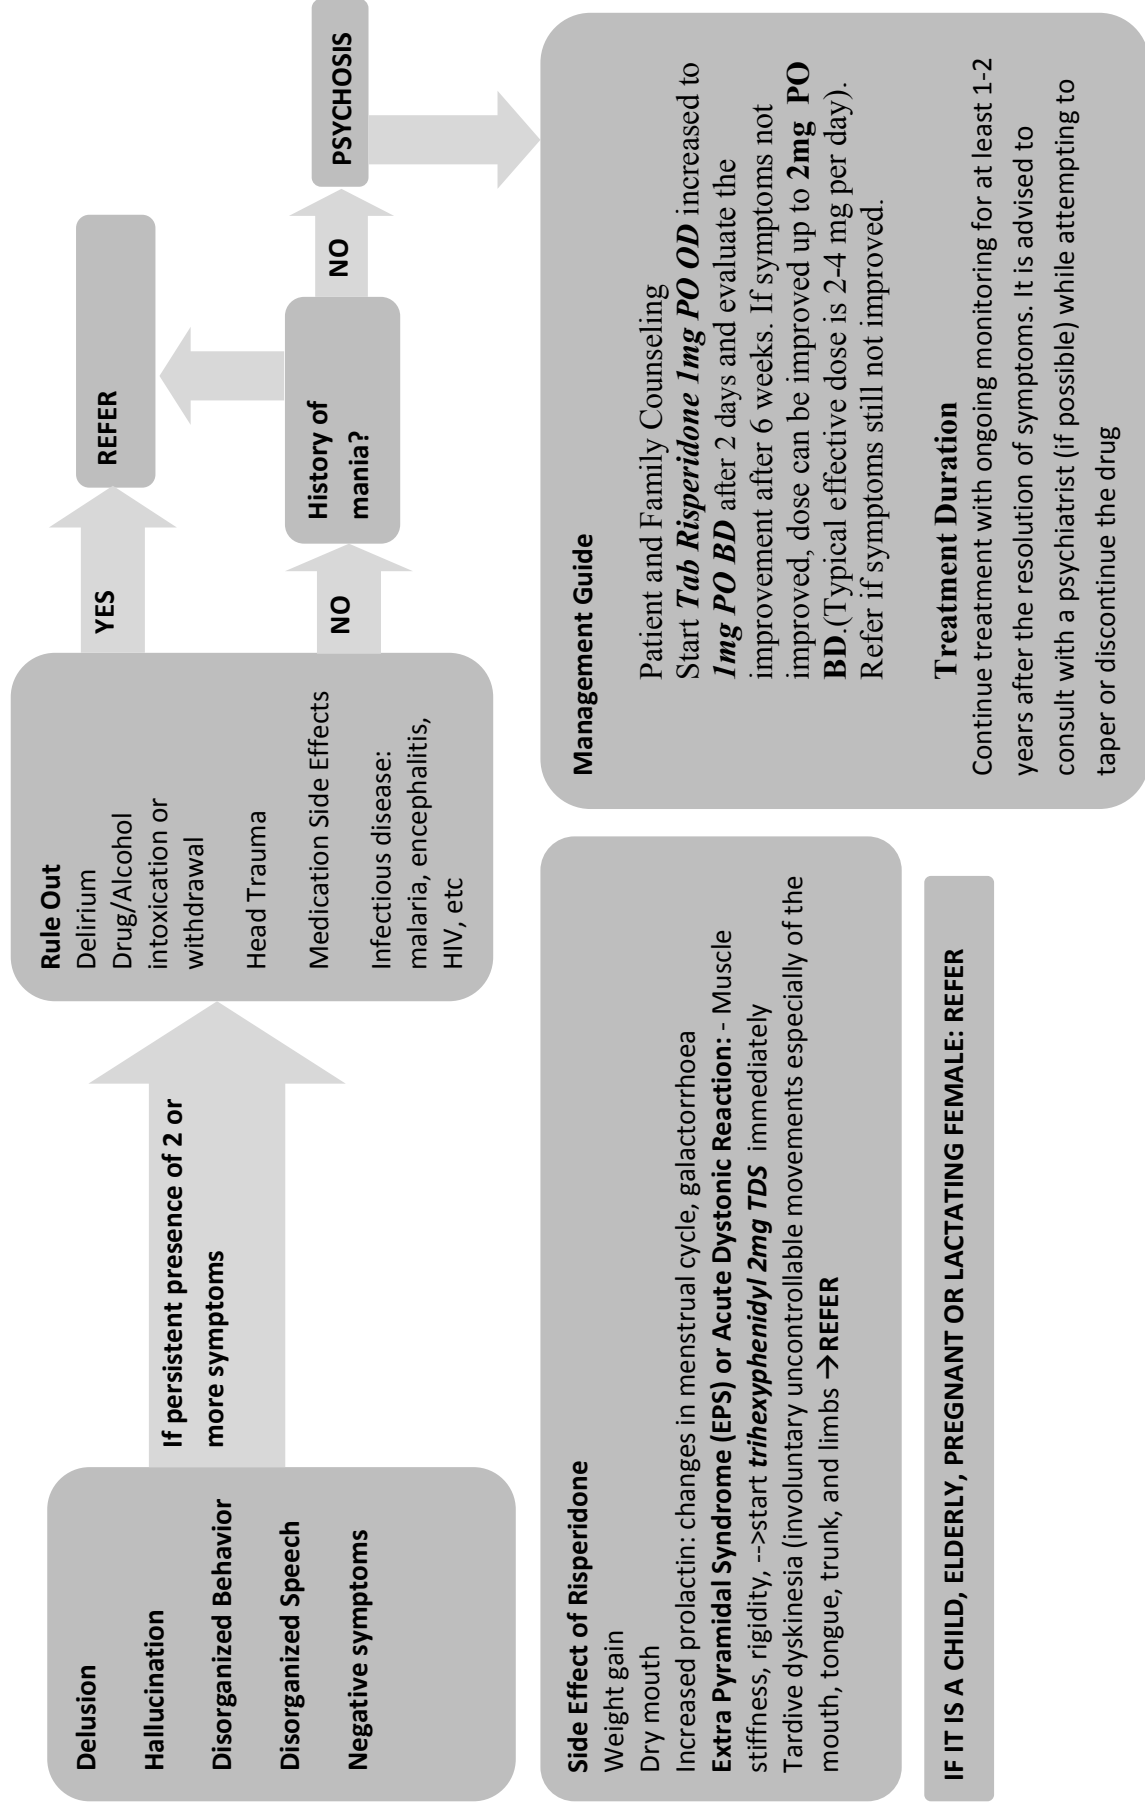 Delusion
Hallucination
Disorganized Behavior
Disorganized Speech
Negative symptoms
If persistent presence of 2 or
more symptoms
Rule Out
Delirium
Drug/Alcohol
intoxication or
withdrawal
Head Trauma
Medication Side Effects
Infectious disease:
malaria, encephalitis,
HIV, etc
YES
REFER
NO
History of
mania?
NO
PSYCHOSIS
Side Effect of Risperidone
Weight gain
Dry mouth
Increased prolactin: changes in menstrual cycle, galactorrhoea
Extra Pyramidal Syndrome (EPS) or Acute Dystonic Reaction: - Muscle
stiffness, rigidity, -->start trihexyphenidyl 2mg TDS immediately
Tardive dyskinesia (involuntary uncontrollable movements especially of the
mouth, tongue, trunk, and limbs →REFER
IF IT IS A CHILD, ELDERLY, PREGNANT OR LACTATING FEMALE: REFER
Management Guide
Patient and Family Counseling
Start Tab Risperidone 1mg PO OD increased to
1mg PO BD after 2 days and evaluate the
improvement after 6 weeks. If symptoms not
improved, dose can be improved up to 2mg PO
BD.(Typical effective dose is 2-4 mg per day).
Refer if symptoms still not improved.
Treatment Duration
Continue treatment with ongoing monitoring for at least 1-2
years after the resolution of symptoms. It is advised to
consult with a psychiatrist (if possible) while attempting to
taper or discontinue the drug